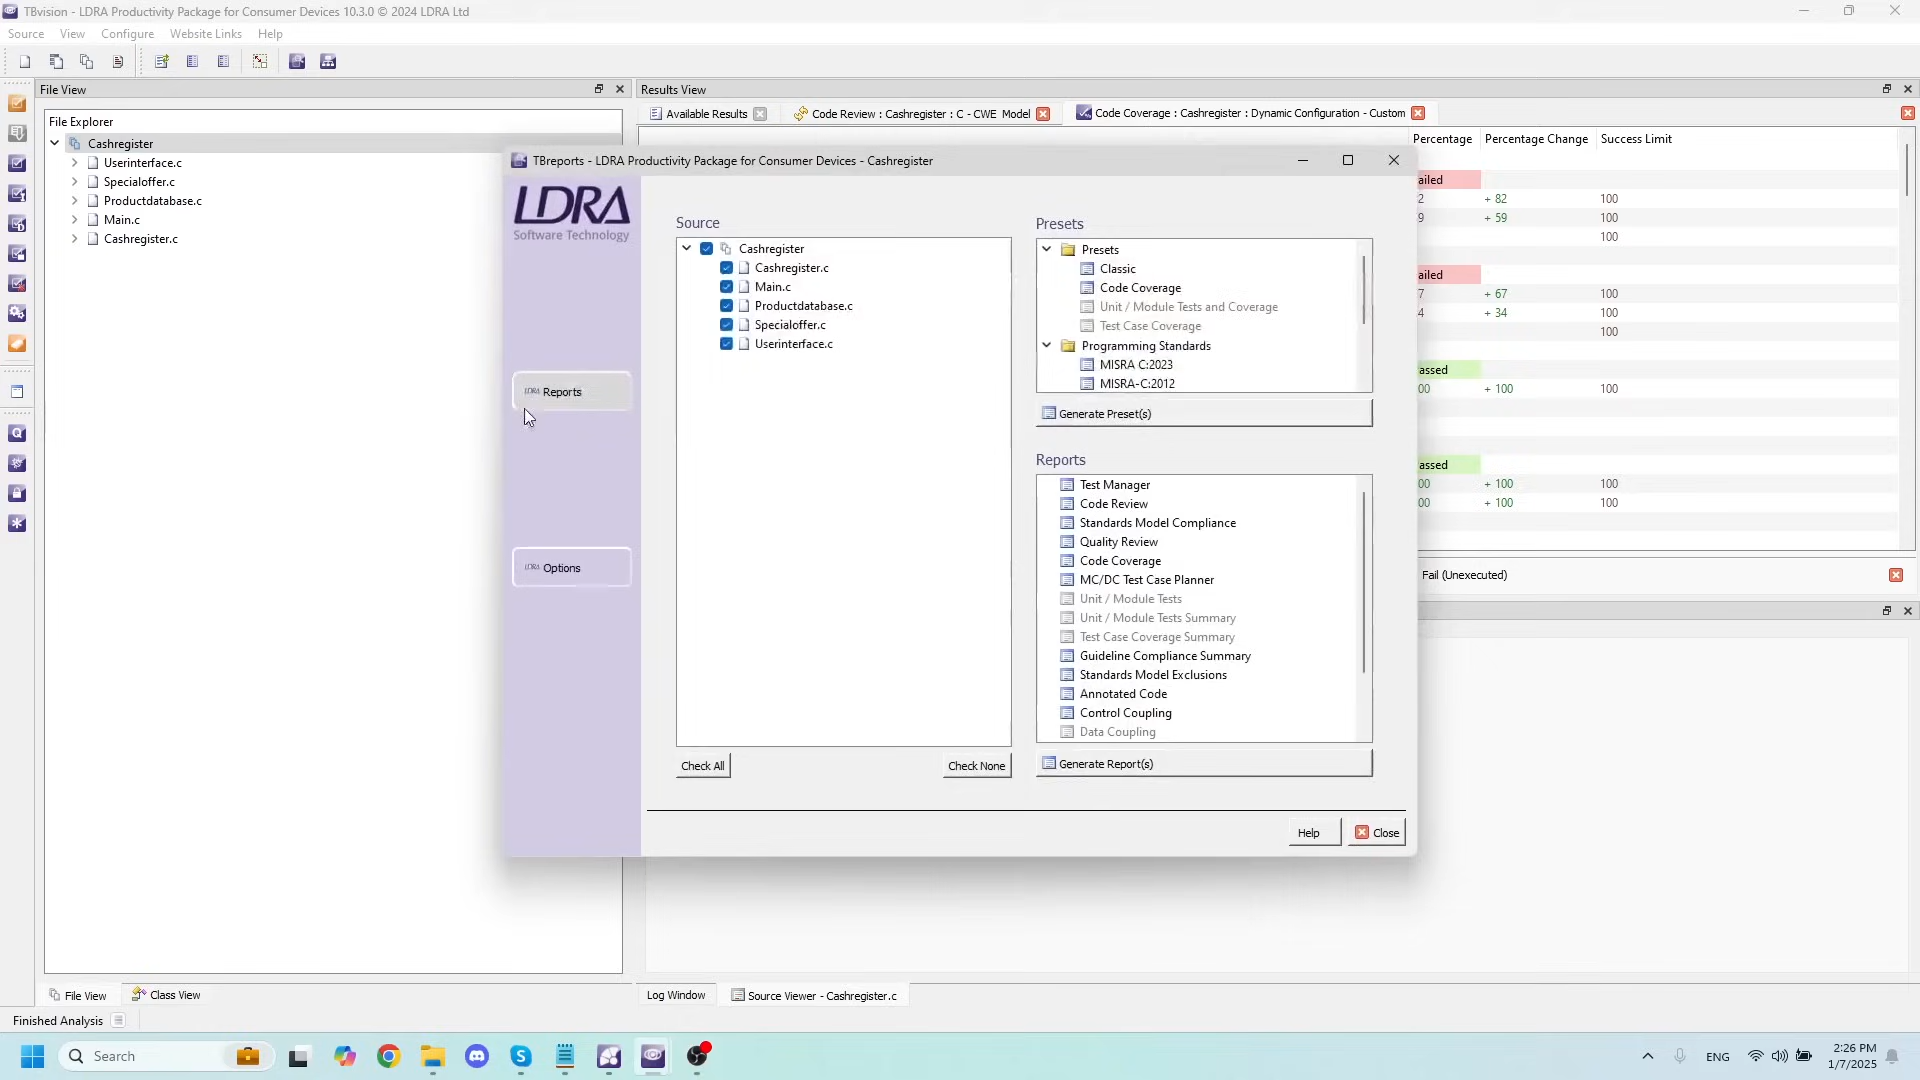 TBvision - LDRA Productivity Package for Consumer Devices 10.3.0 © 2024 LDRA Ltd
Source View Configure Website Links Help
File View
Results View
File Explorer
Cashregister
Userinterface.c
Specialoffer.c
Productdatabase.c
Main.c
Cashregister.c
Available Results
Code Review : Cashregister : C - CWE Model
Code Coverage : Cashregister : Dynamic Configuration - Custom
Percentage Percentage Change Success Limit
+ 82 100
+ 59 100
100
+ 67 100
+ 34 100
100
+ 100 100
+ 100 100
+ 100 100
TBreports - LDRA Productivity Package for Consumer Devices - Cashregister
LDRA
Software Technology
LDRA Reports
LDRA Options
Source
Cashregister
Cashregister.c
Main.c
Productdatabase.c
Specialoffer.c
Userinterface.c
Check All
Check None
Presets
Presets
Classic
Code Coverage
Unit / Module Tests and Coverage
Test Case Coverage
Programming Standards
MISRA C:2023
MISRA-C:2012
Generate Preset(s)
Reports
Test Manager
Code Review
Standards Model Compliance
Quality Review
Code Coverage
MC/DC Test Case Planner
Unit / Module Tests
Unit / Module Tests Summary
Test Case Coverage Summary
Guideline Compliance Summary
Standards Model Exclusions
Annotated Code
Control Coupling
Data Coupling
Generate Report(s)
Help
Close
Fail (Unexecuted)
File View
Class View
Log Window
Source Viewer - Cashregister.c
Finished Analysis
Search
ENG
2:26 PM
1/7/2025